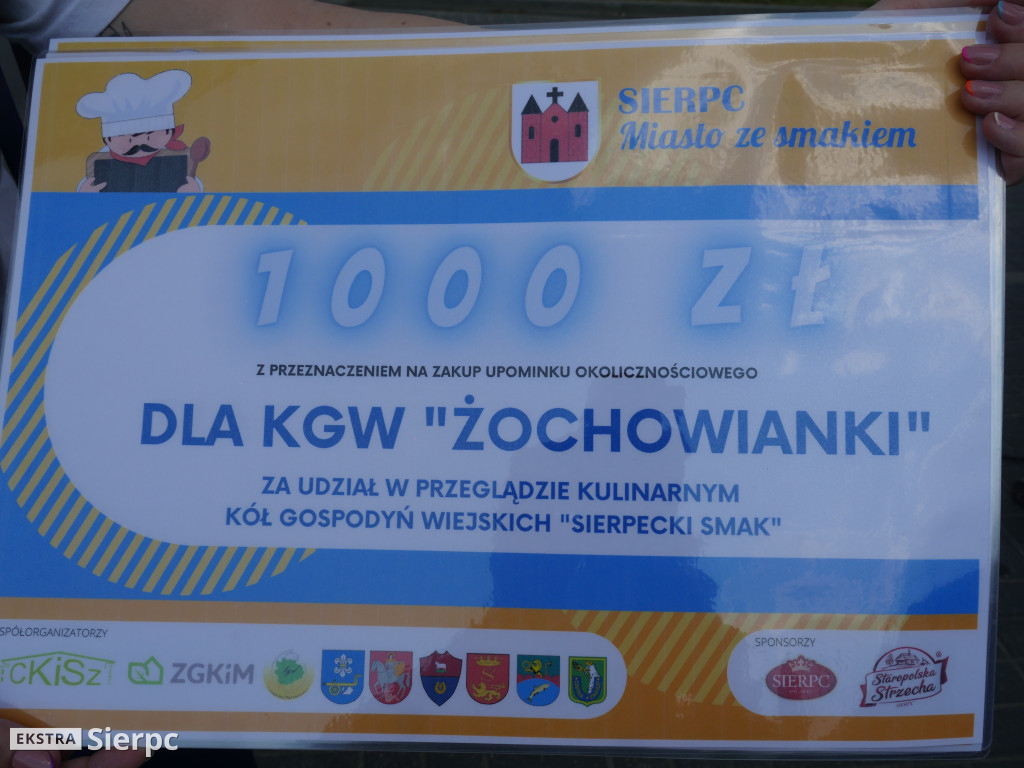 SIERPC
Miasto ze smakiem
1000 ZŁ
Z PRZEZNACZENIEM NA ZAKUP UPOMINKU OKOLICZNOŚCIOWEGO
DLA KGW "ŻOCHOWIANKI"
ZA UDZIAŁ W PRZEGLĄDZIE KULINARNYM
KÓŁ GOSPODYŃ WIEJSKICH "SIERPECKI SMAK"
SPÓŁORGANIZATORZY
CKiSz
ZGKiM
SPONSORZY
SIERPC
Staropolska
Strzecha
SIERPC
EKSTRA Sierpc